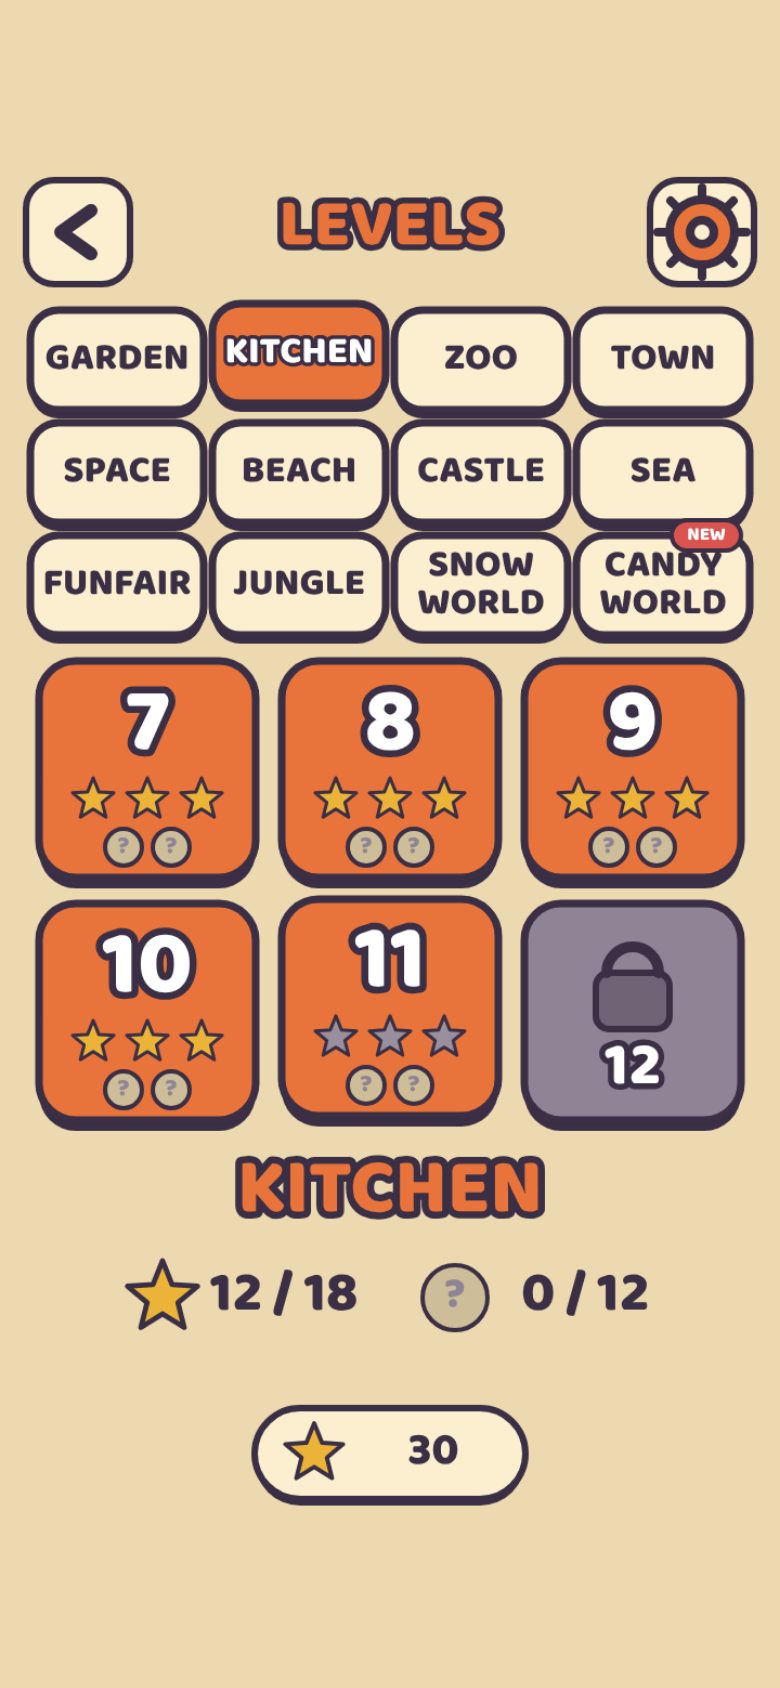 LEVELS
GARDEN KITCHEN ZOO TOWN
SPACE BEACH CASTLE SEA
NEW
FUNFAIR JUNGLE SNOW WORLD CANDY WORLD
7 8 9
? ? ? ? ? ?
10 11
? ? ? ?
12
KITCHEN
12 / 18 ? 0 / 12
30